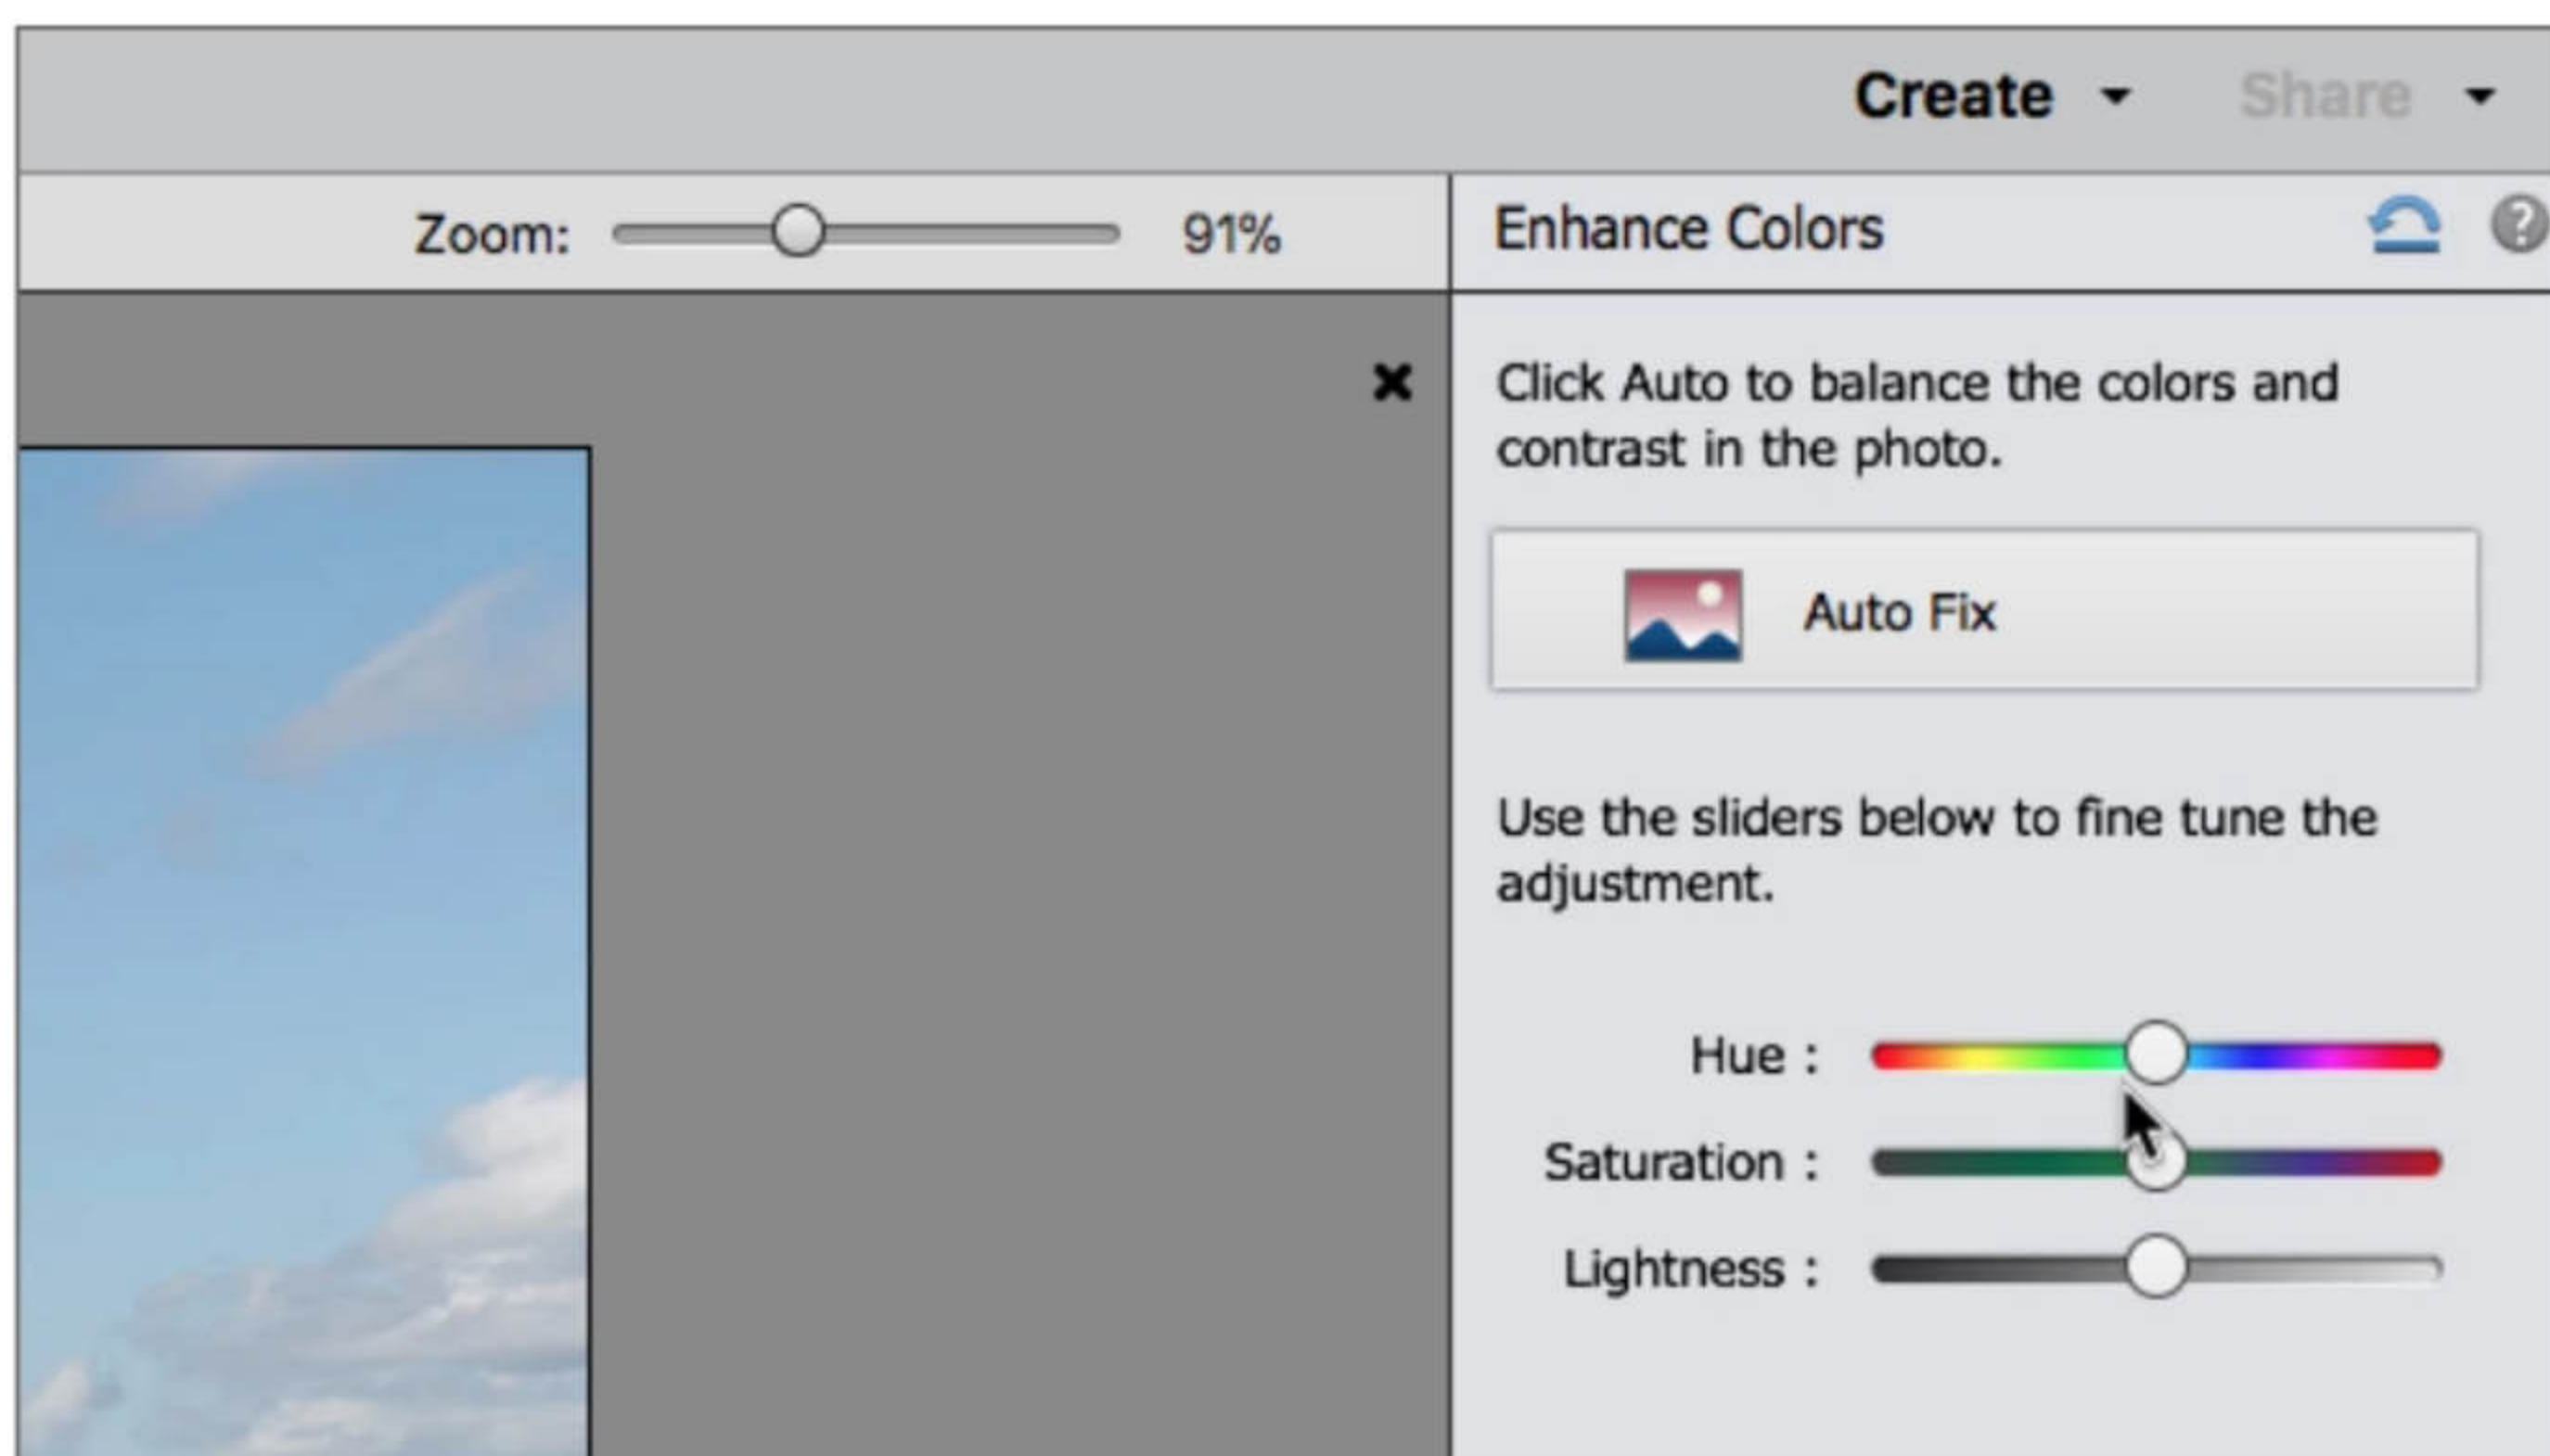 Create Share
Zoom: 91% Enhance Colors ?
Click Auto to balance the colors and
contrast in the photo.
Auto Fix
Use the sliders below to fine tune the
adjustment.
Hue :
Saturation :
Lightness :